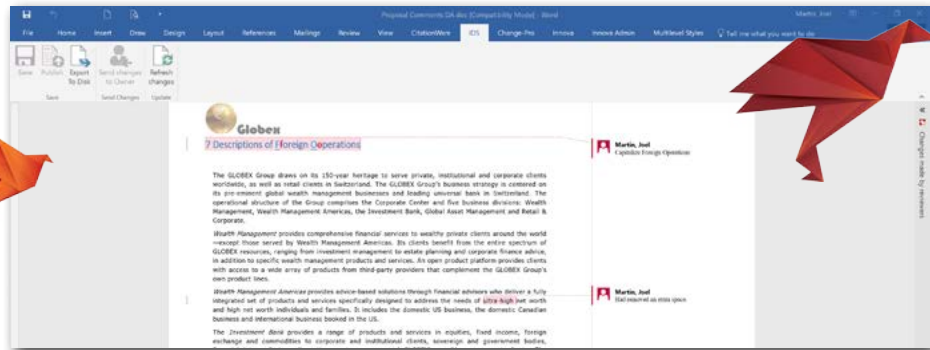 Proposal Comments DA.doc [Compatibility Mode] - Word
Martin, Joel
File Home Insert Draw Design Layout References Mailings Review View CitationWare iDS Change-Pro Innova Innova Admin Multilevel Styles Tell me what you want to do
Save Publish Export To Disk Send changes to Owner Refresh changes
Save Send Changes Update
Globex
7 Descriptions of Fforeign Ooperations
Martin, Joel
Capitalize Foreign Operations
The GLOBEX Group draws on its 150-year heritage to serve private, institutional and corporate clients
worldwide, as well as retail clients in Switzerland. The GLOBEX Group's business strategy is centered on
its pre-eminent global wealth management businesses and leading universal bank in Switzerland. The
operational structure of the Group comprises the Corporate Center and five business divisions: Wealth
Management, Wealth Management Americas, the Investment Bank, Global Asset Management and Retail &
Corporate.
Wealth Management provides comprehensive financial services to wealthy private clients around the world
—except those served by Wealth Management Americas. Its clients benefit from the entire spectrum of
GLOBEX resources, ranging from investment management to estate planning and corporate finance advice,
in addition to specific wealth management products and services. An open product platform provides clients
with access to a wide array of products from third-party providers that complement the GLOBEX Group's
own product lines.
Wealth Management Americas provides advice-based solutions through financial advisors who deliver a fully
integrated set of products and services specifically designed to address the needs of ultra-high net worth
and high net worth individuals and families. It includes the domestic US business, the domestic Canadian
business and international business booked in the US.
Martin, Joel
Had removed an extra space
The Investment Bank provides a range of products and services in equities, fixed income, foreign
exchange and commodities to corporate and institutional clients, sovereign and government bodies,
Changes made by reviewers